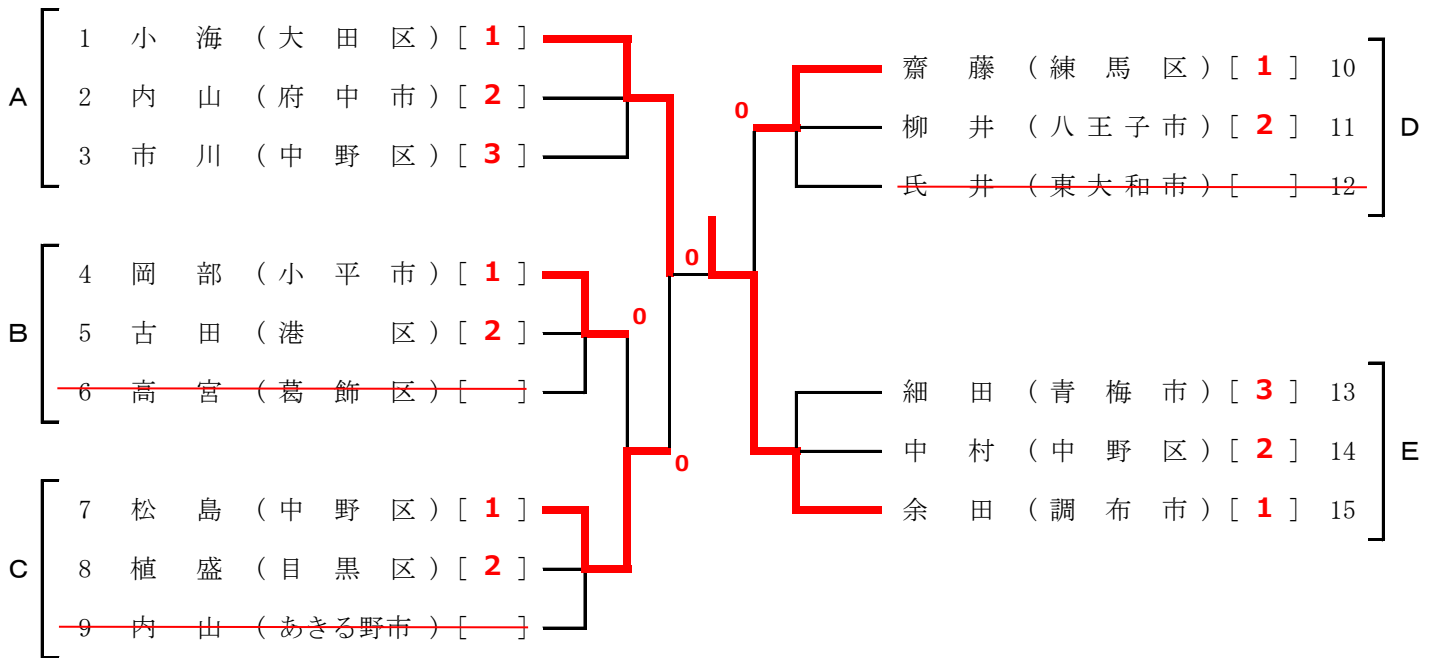 A
1 小海（大田区）[ 1 ]
2 内山（府中市）[ 2 ]
3 市川（中野区）[ 3 ]
B
4 岡部（小平市）[ 1 ]
5 古田（港区）[ 2 ]
6 高宮（葛飾区）[ ]
C
7 松島（中野区）[ 1 ]
8 植盛（目黒区）[ 2 ]
9 内山（あきる野市）[ ]
0
0
0
0
D
齋藤（練馬区）[ 1 ] 10
柳井（八王子市）[ 2 ] 11
氏井（東大和市）[ ] 12
E
細田（青梅市）[ 3 ] 13
中村（中野区）[ 2 ] 14
余田（調布市）[ 1 ] 15